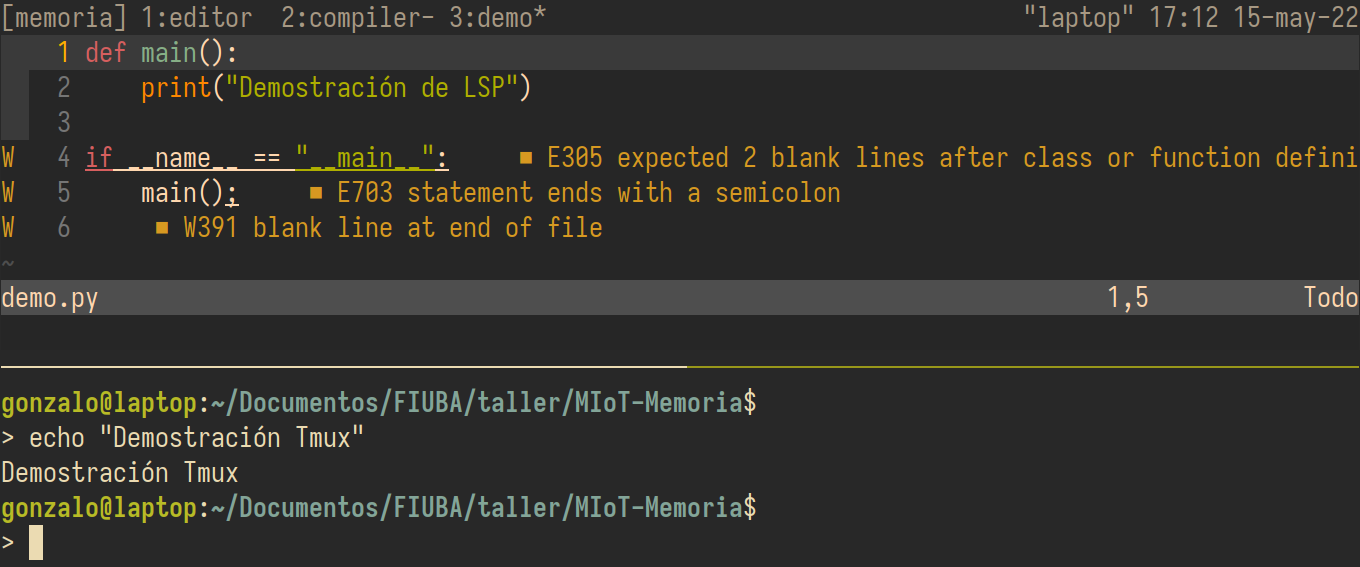 [memoria] 1:editor  2:compiler- 3:demo* "laptop" 17:12 15-may-22
1 def main():
2     print("Demostración de LSP")
3
W 4 if __name__ == "__main__":     ■ E305 expected 2 blank lines after class or function defini
W 5     main();     ■ E703 statement ends with a semicolon
W 6     ■ W391 blank line at end of file
~
demo.py 1,5 Todo
gonzalo@laptop:~/Documentos/FIUBA/taller/MIoT-Memoria$
> echo "Demostración Tmux"
Demostración Tmux
gonzalo@laptop:~/Documentos/FIUBA/taller/MIoT-Memoria$
>